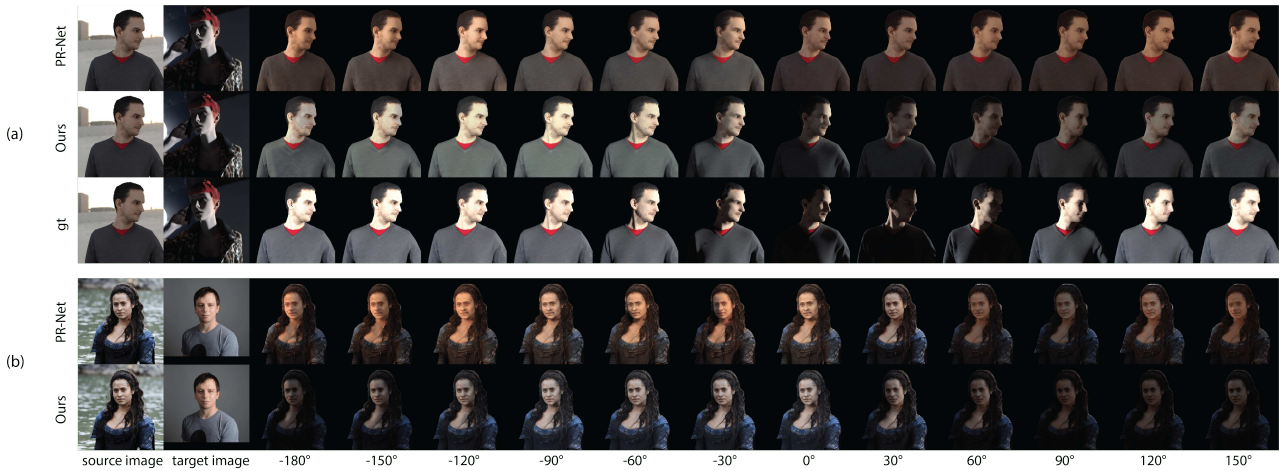 (a)
PR-Net
Ours
gt
(b)
PR-Net
Ours
source image target image -180° -150° -120° -90° -60° -30° 0° 30° 60° 90° 120° 150°